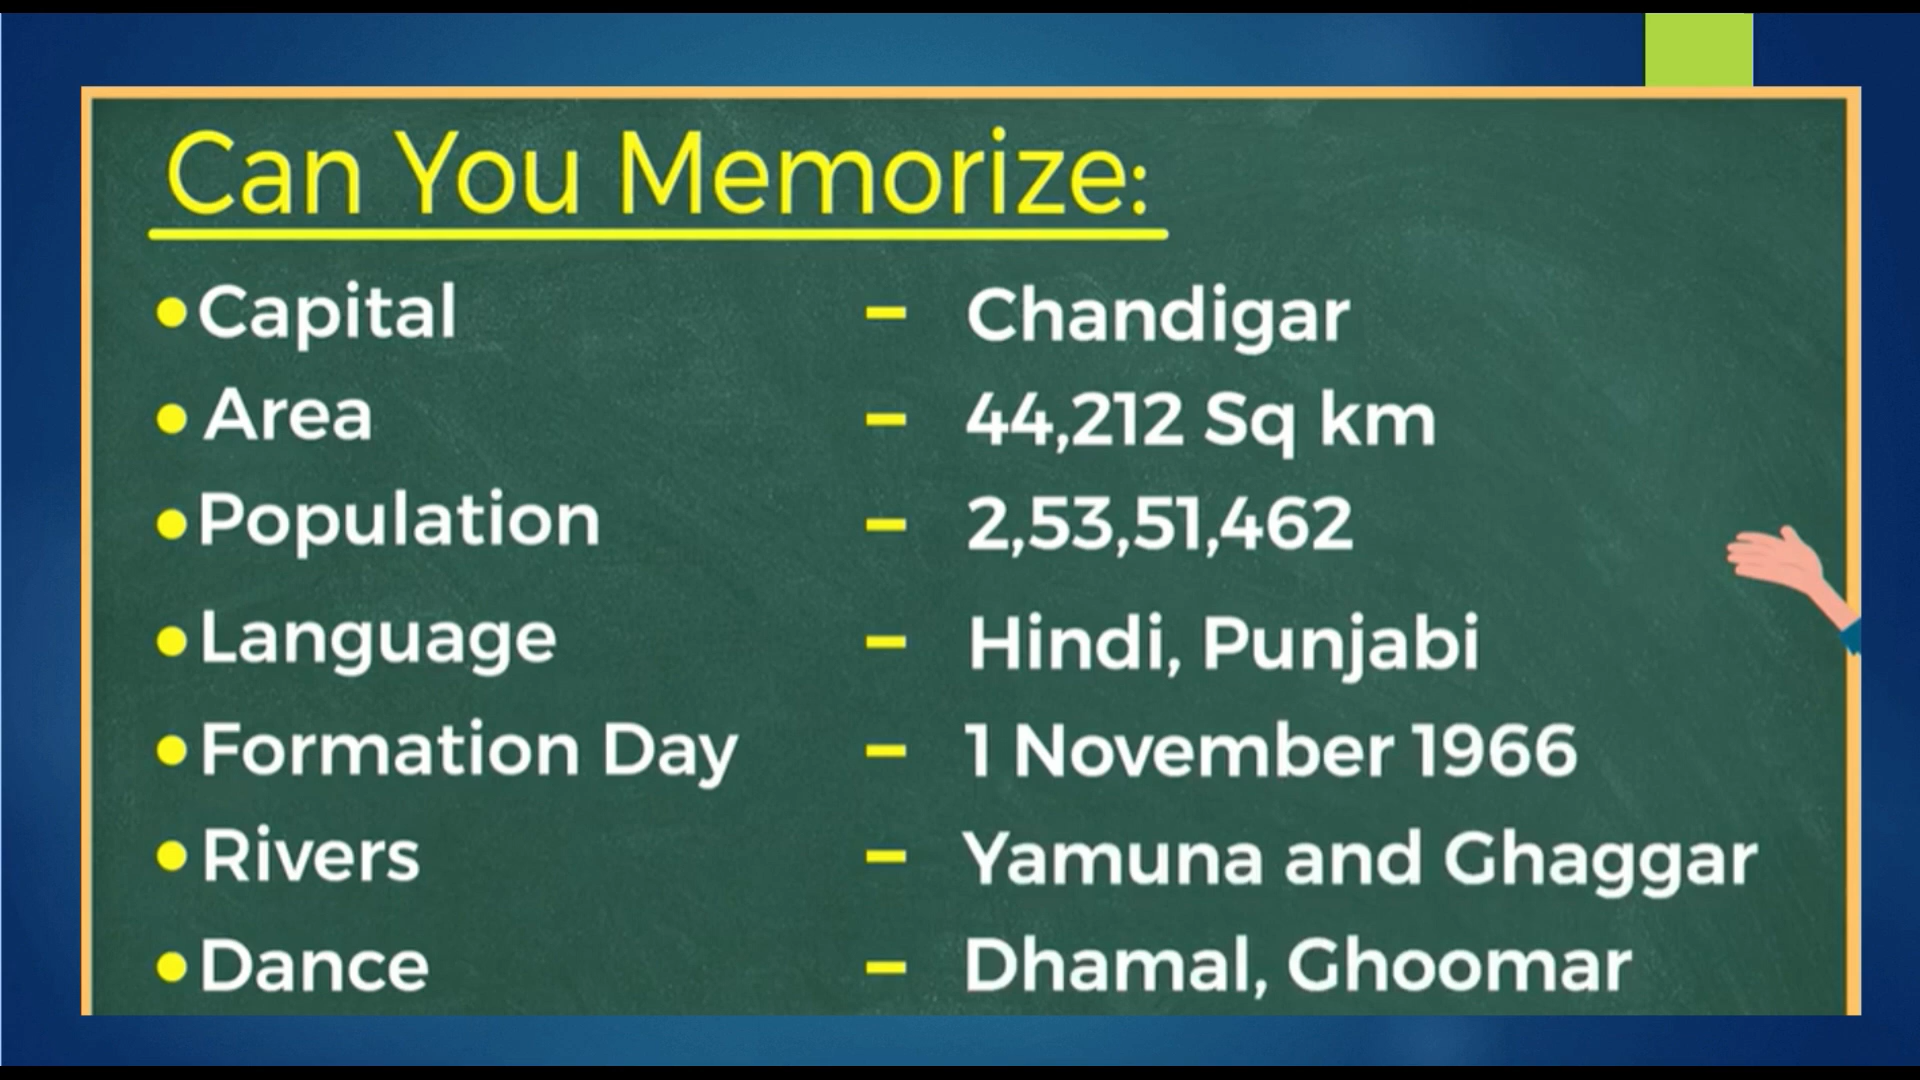 Can You Memorize:
• Capital – Chandigar
• Area – 44,212 Sq km
• Population – 2,53,51,462
• Language – Hindi, Punjabi
• Formation Day – 1 November 1966
• Rivers – Yamuna and Ghaggar
• Dance – Dhamal, Ghoomar